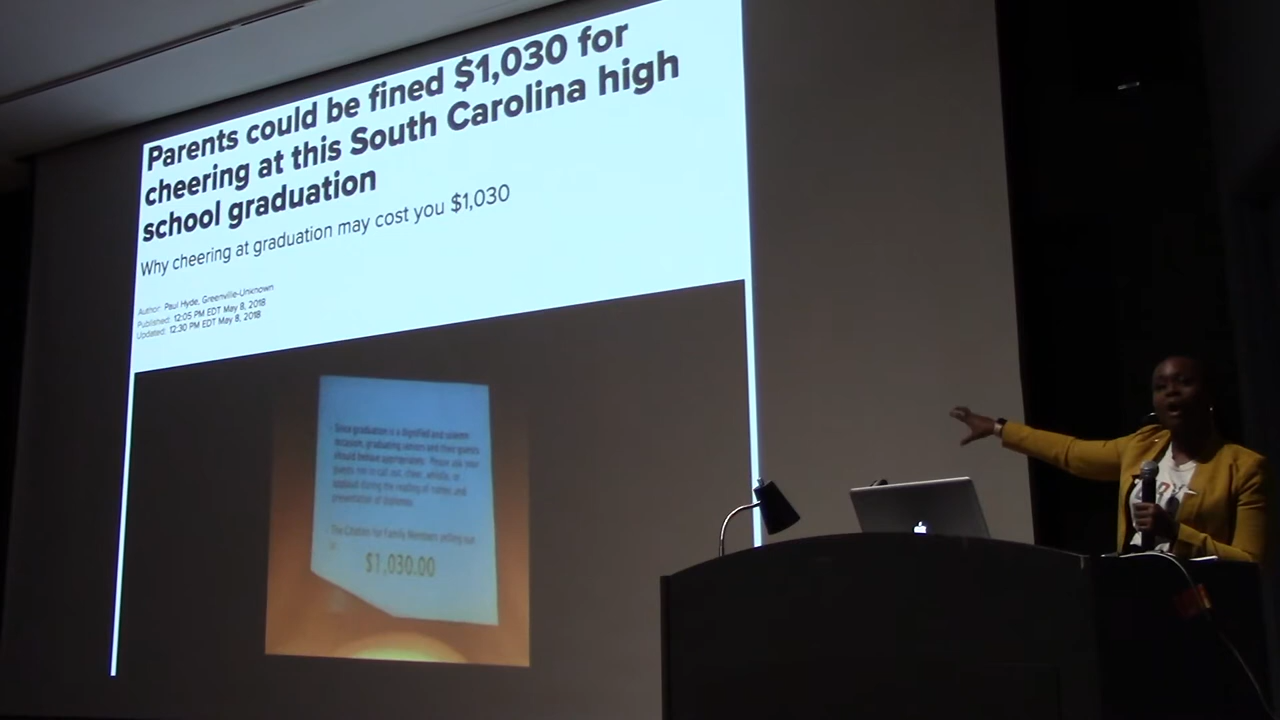 Parents could be fined $1,030 for
cheering at this South Carolina high
school graduation
Why cheering at graduation may cost you $1,030
Author: Paul Hyde, Greenville-Unknown
Published: 12:05 PM EDT May 8, 2018
Updated: 12:30 PM EDT May 8, 2018
Since graduation is a dignified and solemn
occasion, graduating seniors and their guests
should behave appropriately. Please ask your
guests not to call out, cheer, whistle, or
applaud during the reading of names and
presentation of diplomas.
The Citation for Family Members yelling out
$1,030.00